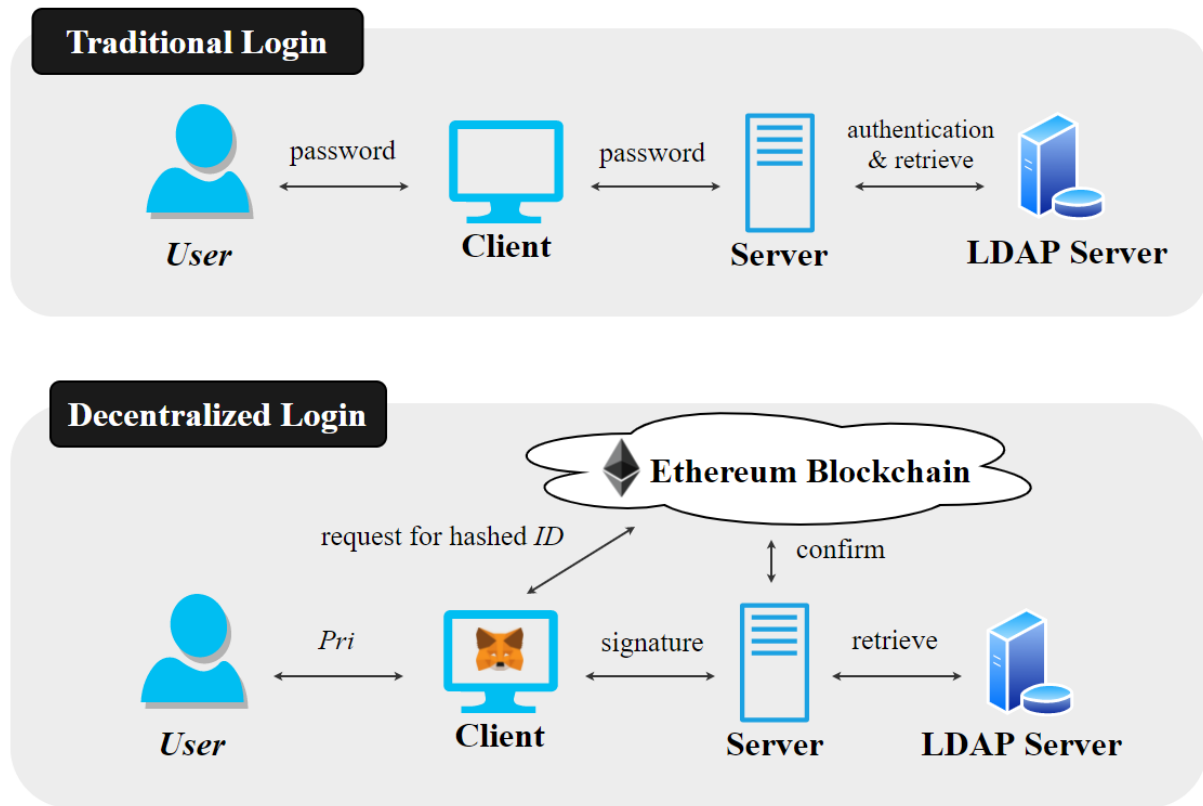 Traditional Login
password
password
authentication
& retrieve
User
Client
Server
LDAP Server
Decentralized Login
Ethereum Blockchain
request for hashed ID
confirm
Pri
signature
retrieve
User
Client
Server
LDAP Server